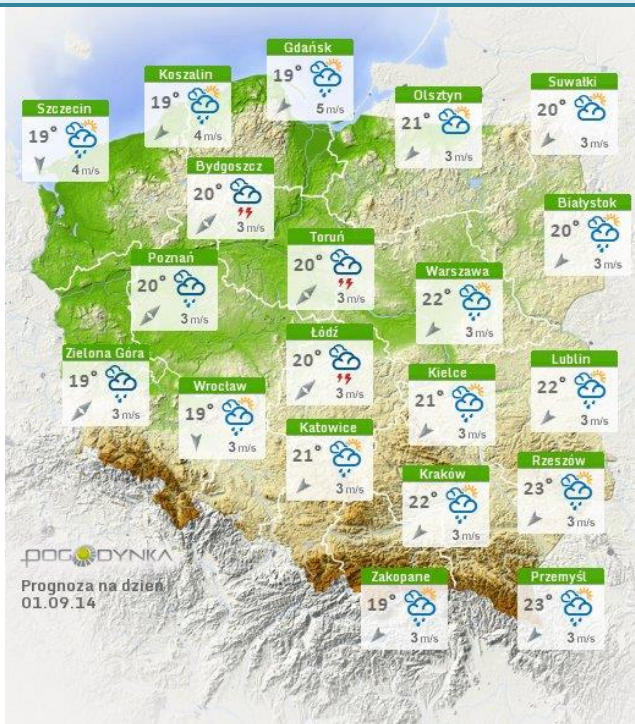 Gdańsk
19°
5 m/s
Koszalin
19°
4 m/s
Szczecin
19°
4 m/s
Olsztyn
21°
3 m/s
Suwałki
20°
3 m/s
Bydgoszcz
20°
3 m/s
Białystok
20°
3 m/s
Toruń
20°
3 m/s
Poznań
20°
3 m/s
Warszawa
22°
3 m/s
Łódź
20°
3 m/s
Zielona Góra
19°
3 m/s
Wrocław
19°
3 m/s
Kielce
21°
3 m/s
Lublin
22°
3 m/s
Katowice
21°
3 m/s
Kraków
22°
3 m/s
Rzeszów
23°
3 m/s
POGODYNKA
Prognoza na dzień
01.09.14
Zakopane
19°
3 m/s
Przemyśl
23°
3 m/s